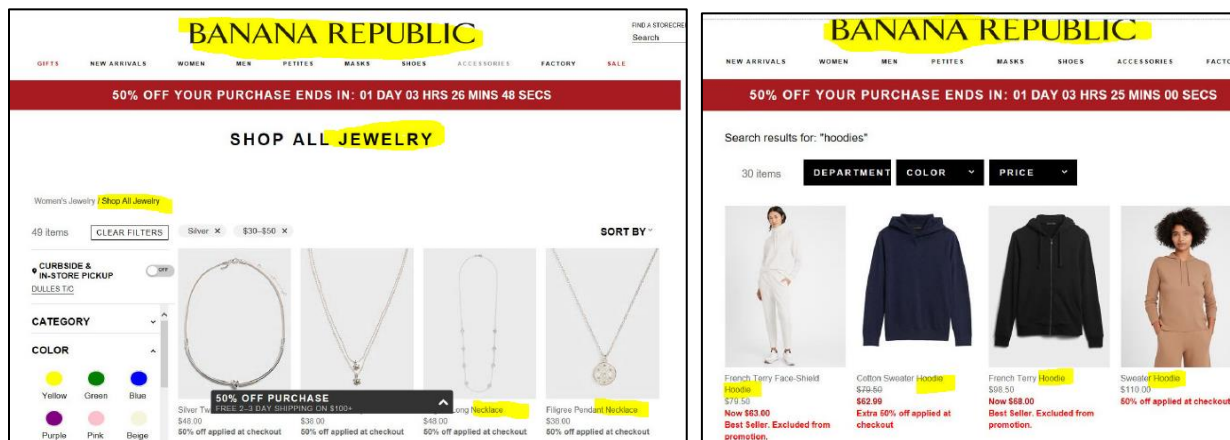 BANANA REPUBLIC
FIND A STORE
Search
GIFTS NEW ARRIVALS WOMEN MEN PETITES MASKS SHOES ACCESSORIES FACTORY SALE
50% OFF YOUR PURCHASE ENDS IN: 01 DAY 03 HRS 26 MINS 48 SECS
SHOP ALL JEWELRY
Women's Jewelry / Shop All Jewelry
49 items CLEAR FILTERS Silver × $30–$50 × SORT BY
CURBSIDE &
IN-STORE PICKUP OFF
DULLES T/C
CATEGORY
COLOR
Yellow Green Blue
Purple Pink Beige
50% OFF PURCHASE
FREE 2–3 DAY SHIPPING ON $100+
Silver Long Necklace Filigree Pendant Necklace
$48.00 $38.00 $48.00 $38.00
50% off applied at checkout 50% off applied at checkout 50% off applied at checkout 50% off applied at checkout
BANANA REPUBLIC
NEW ARRIVALS WOMEN MEN PETITES MASKS SHOES ACCESSORIES
50% OFF YOUR PURCHASE ENDS IN: 01 DAY 03 HRS 25 MINS 00 SECS
Search results for: "hoodies"
30 items DEPARTMENT COLOR PRICE
French Terry Face-Shield
Hoodie
$79.50
Now $63.00
Best Seller. Excluded from
promotion.
Cotton Sweater Hoodie
$79.50
$62.99
Extra 50% off applied at
checkout
French Terry Hoodie
$98.50
Now $68.00
Best Seller. Excluded from
promotion.
Sweater Hoodie
$110.00
50% off applied at checkout